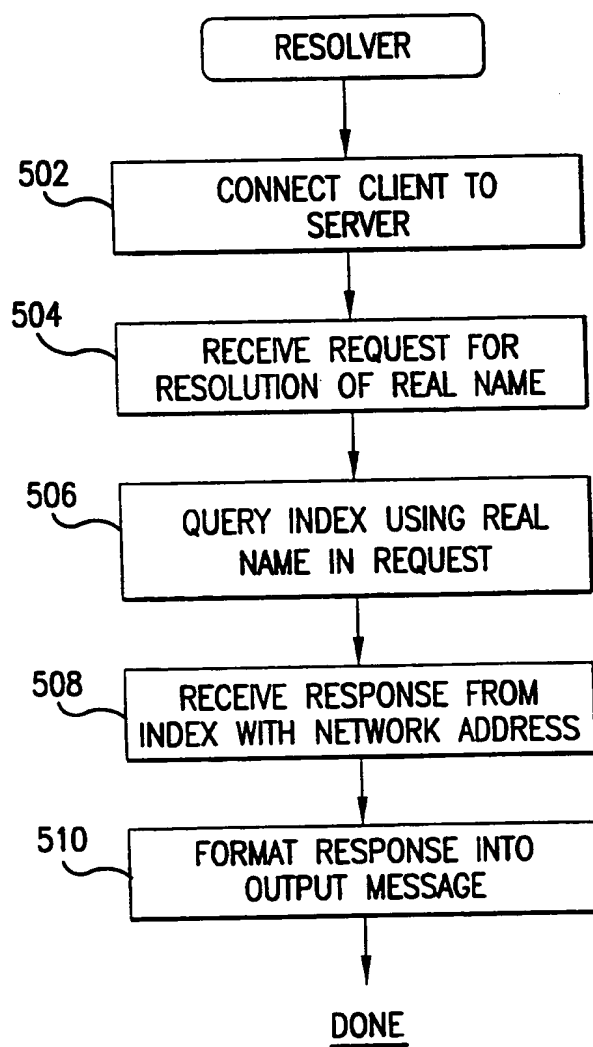 RESOLVER
502
CONNECT CLIENT TO
SERVER
504
RECEIVE REQUEST FOR
RESOLUTION OF REAL NAME
506
QUERY INDEX USING REAL
NAME IN REQUEST
508
RECEIVE RESPONSE FROM
INDEX WITH NETWORK ADDRESS
510
FORMAT RESPONSE INTO
OUTPUT MESSAGE
DONE